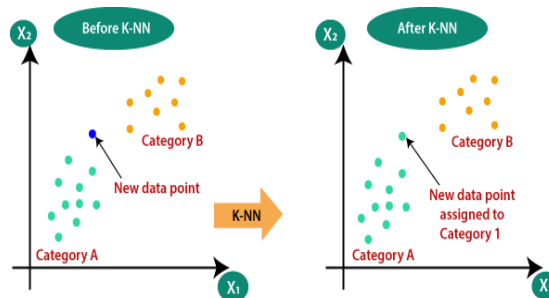 Before K-NN
X₂
Category B
New data point
Category A
X₁
K-NN
After K-NN
X₂
Category B
New data point
assigned to
Category 1
Category A
X